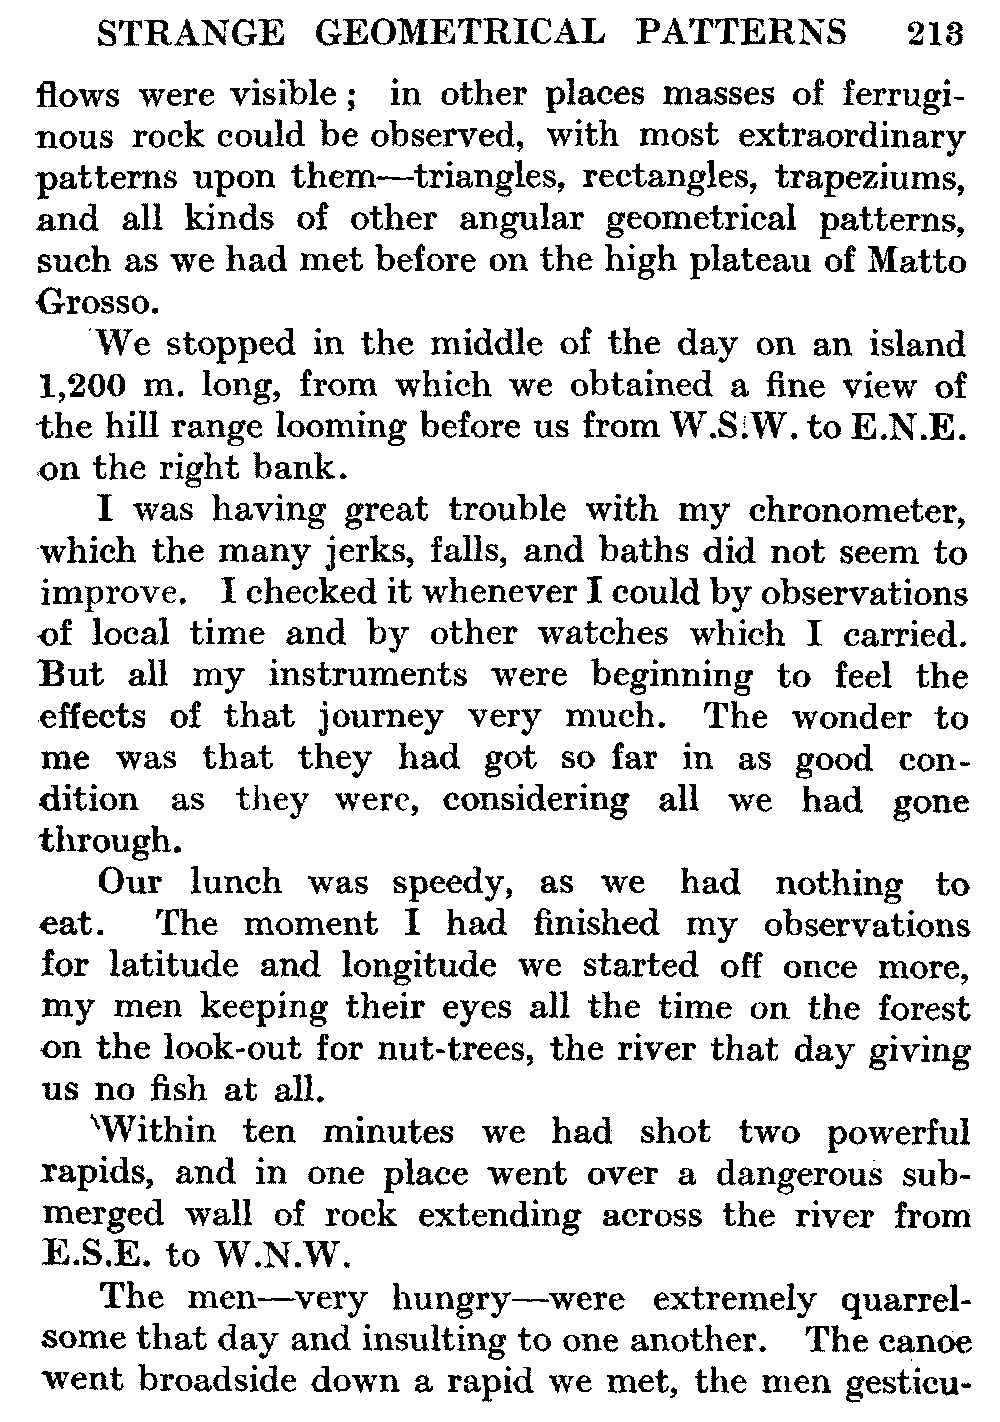 STRANGE GEOMETRICAL PATTERNS 213
flows were visible; in other places masses of ferrugi-
nous rock could be observed, with most extraordinary
patterns upon them—triangles, rectangles, trapeziums,
and all kinds of other angular geometrical patterns,
such as we had met before on the high plateau of Matto
Grosso.
We stopped in the middle of the day on an island
1,200 m. long, from which we obtained a fine view of
the hill range looming before us from W.S.W. to E.N.E.
on the right bank.
I was having great trouble with my chronometer,
which the many jerks, falls, and baths did not seem to
improve. I checked it whenever I could by observations
of local time and by other watches which I carried.
But all my instruments were beginning to feel the
effects of that journey very much. The wonder to
me was that they had got so far in as good con-
dition as they were, considering all we had gone
through.
Our lunch was speedy, as we had nothing to
eat. The moment I had finished my observations
for latitude and longitude we started off once more,
my men keeping their eyes all the time on the forest
on the look-out for nut-trees, the river that day giving
us no fish at all.
Within ten minutes we had shot two powerful
rapids, and in one place went over a dangerous sub-
merged wall of rock extending across the river from
E.S.E. to W.N.W.
The men—very hungry—were extremely quarrel-
some that day and insulting to one another. The canoe
went broadside down a rapid we met, the men gesticu-